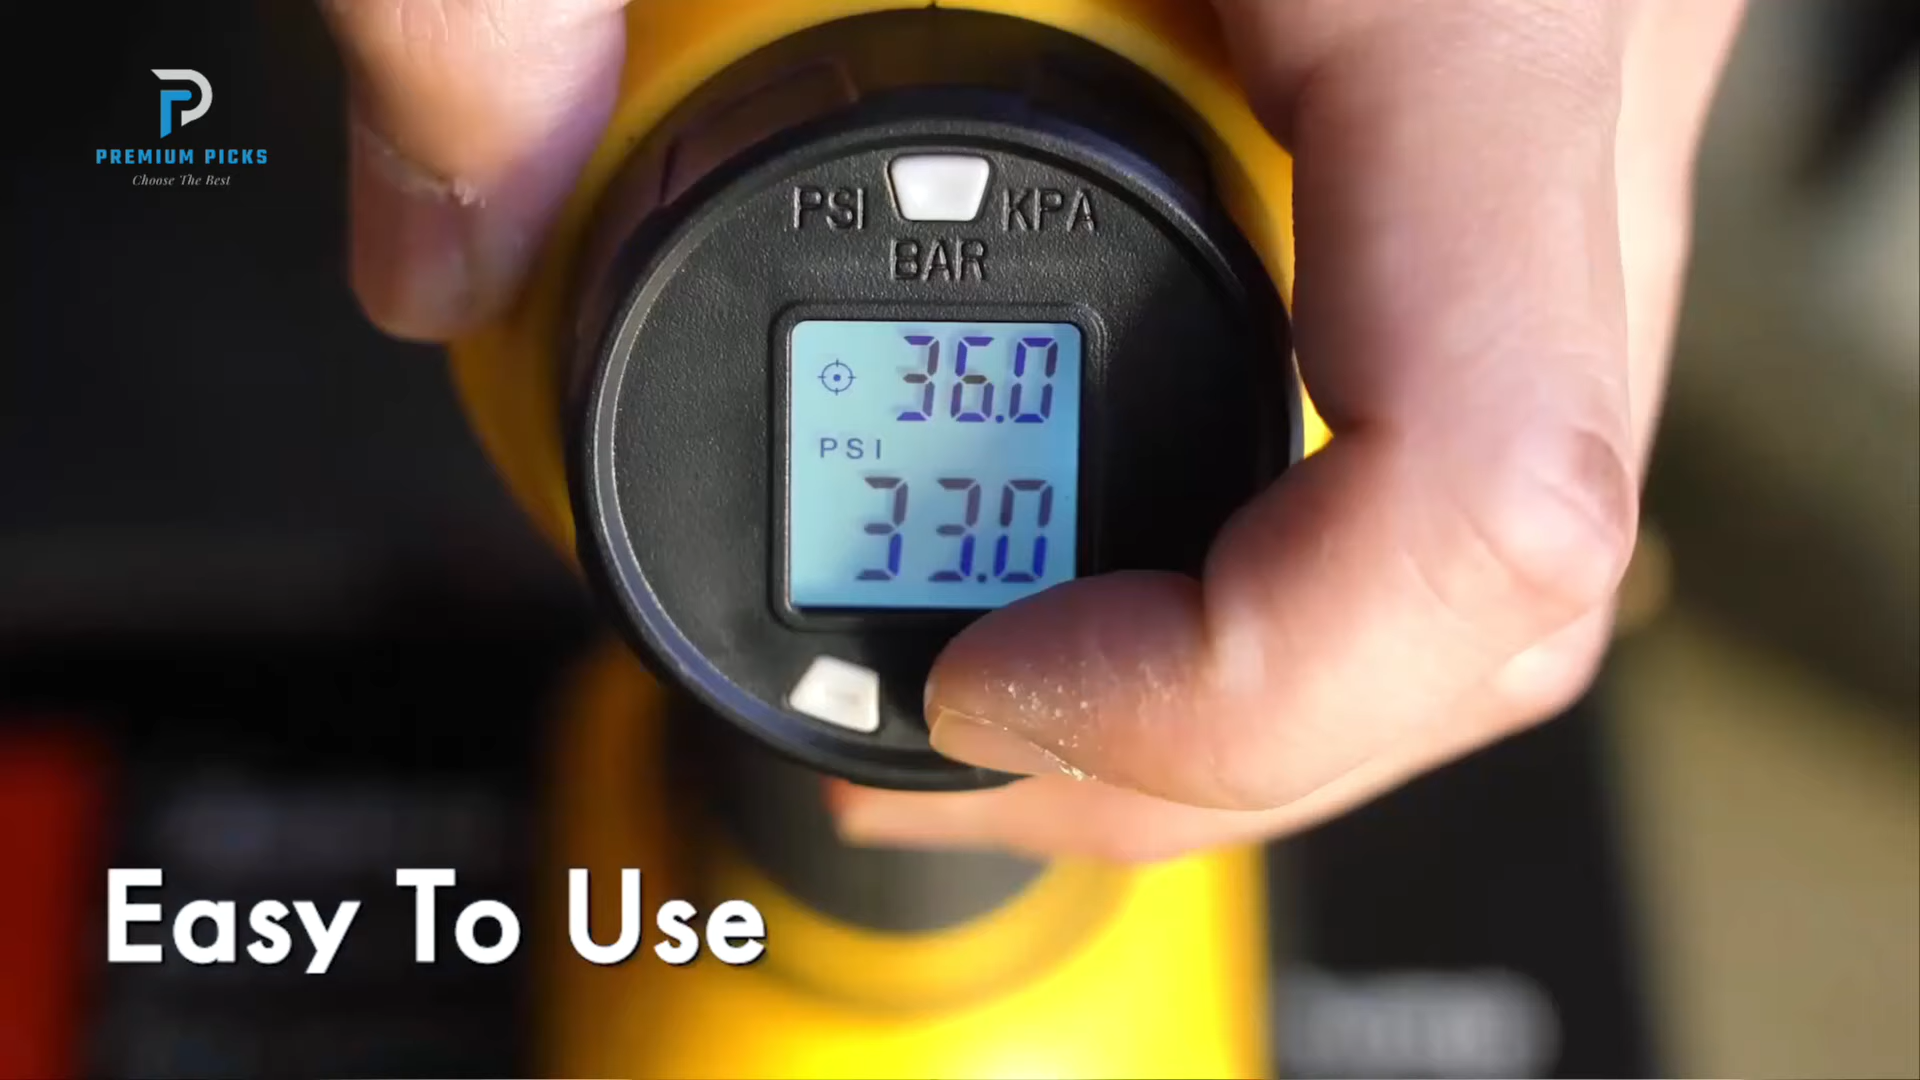 PREMIUM PICKS
Choose The Best
PSI
KPA
BAR
36.0
PSI
33.0
Easy To Use